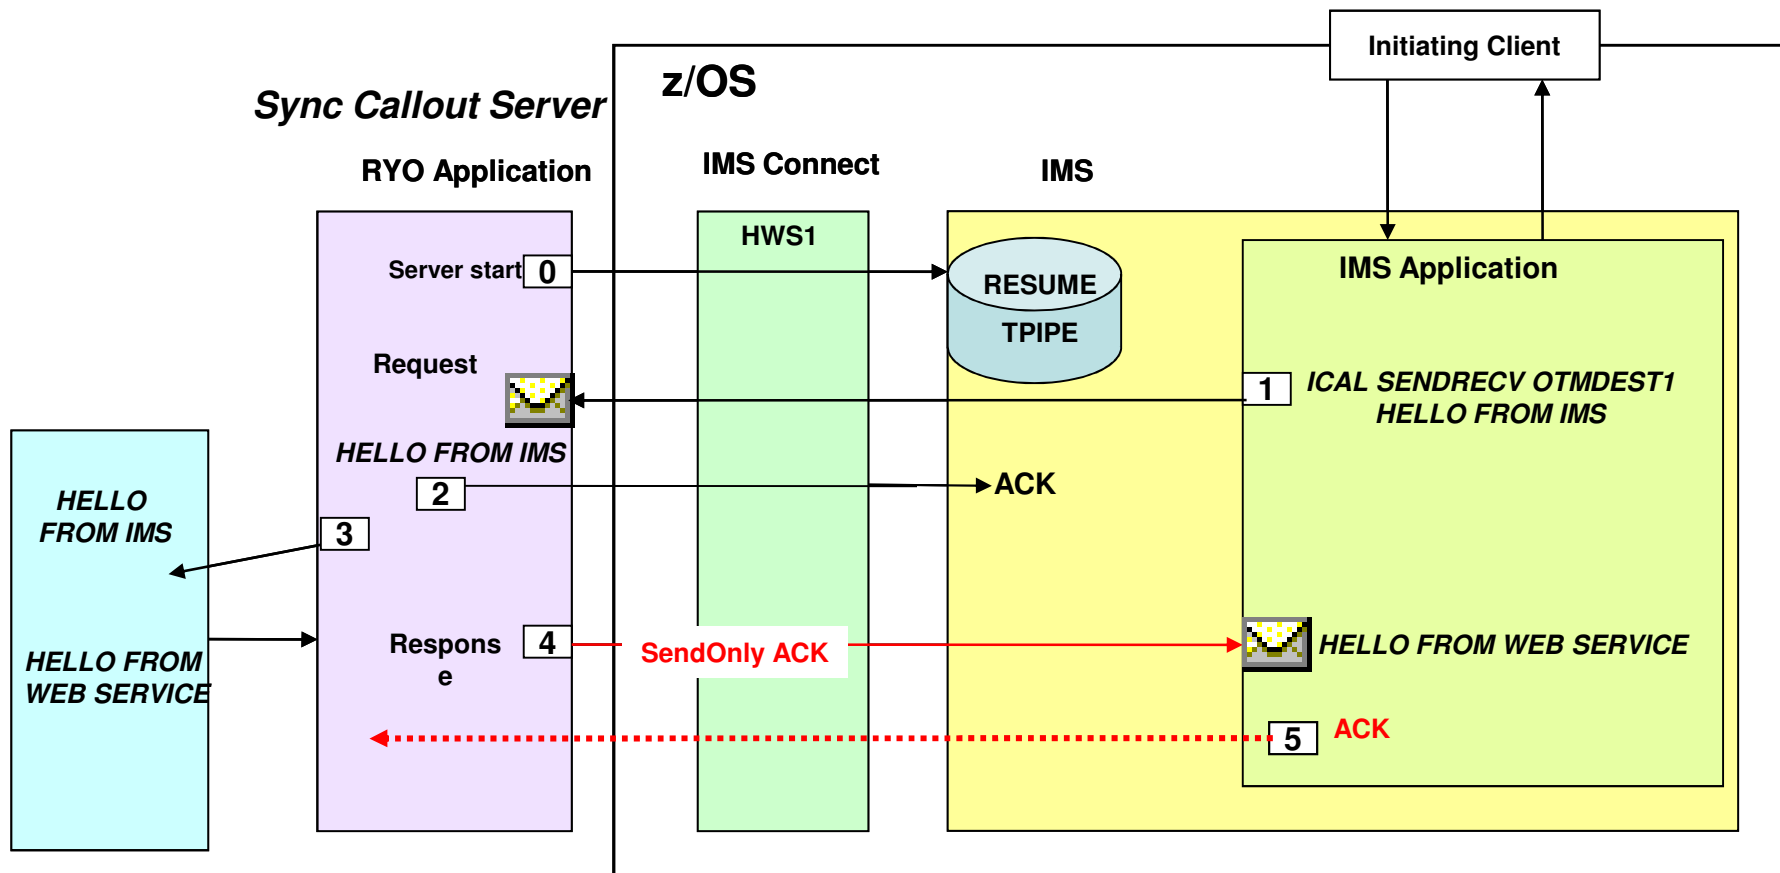 Initiating Client
z/OS
Sync Callout Server
RYO Application
IMS Connect
IMS
HWS1
Server start
0
RESUME
TPIPE
IMS Application
Request
1
ICAL SENDRECV OTMDEST1
HELLO FROM IMS
HELLO FROM IMS
2
ACK
HELLO
FROM IMS
3
Respons
e
4
SendOnly ACK
HELLO FROM WEB SERVICE
HELLO FROM
WEB SERVICE
5
ACK